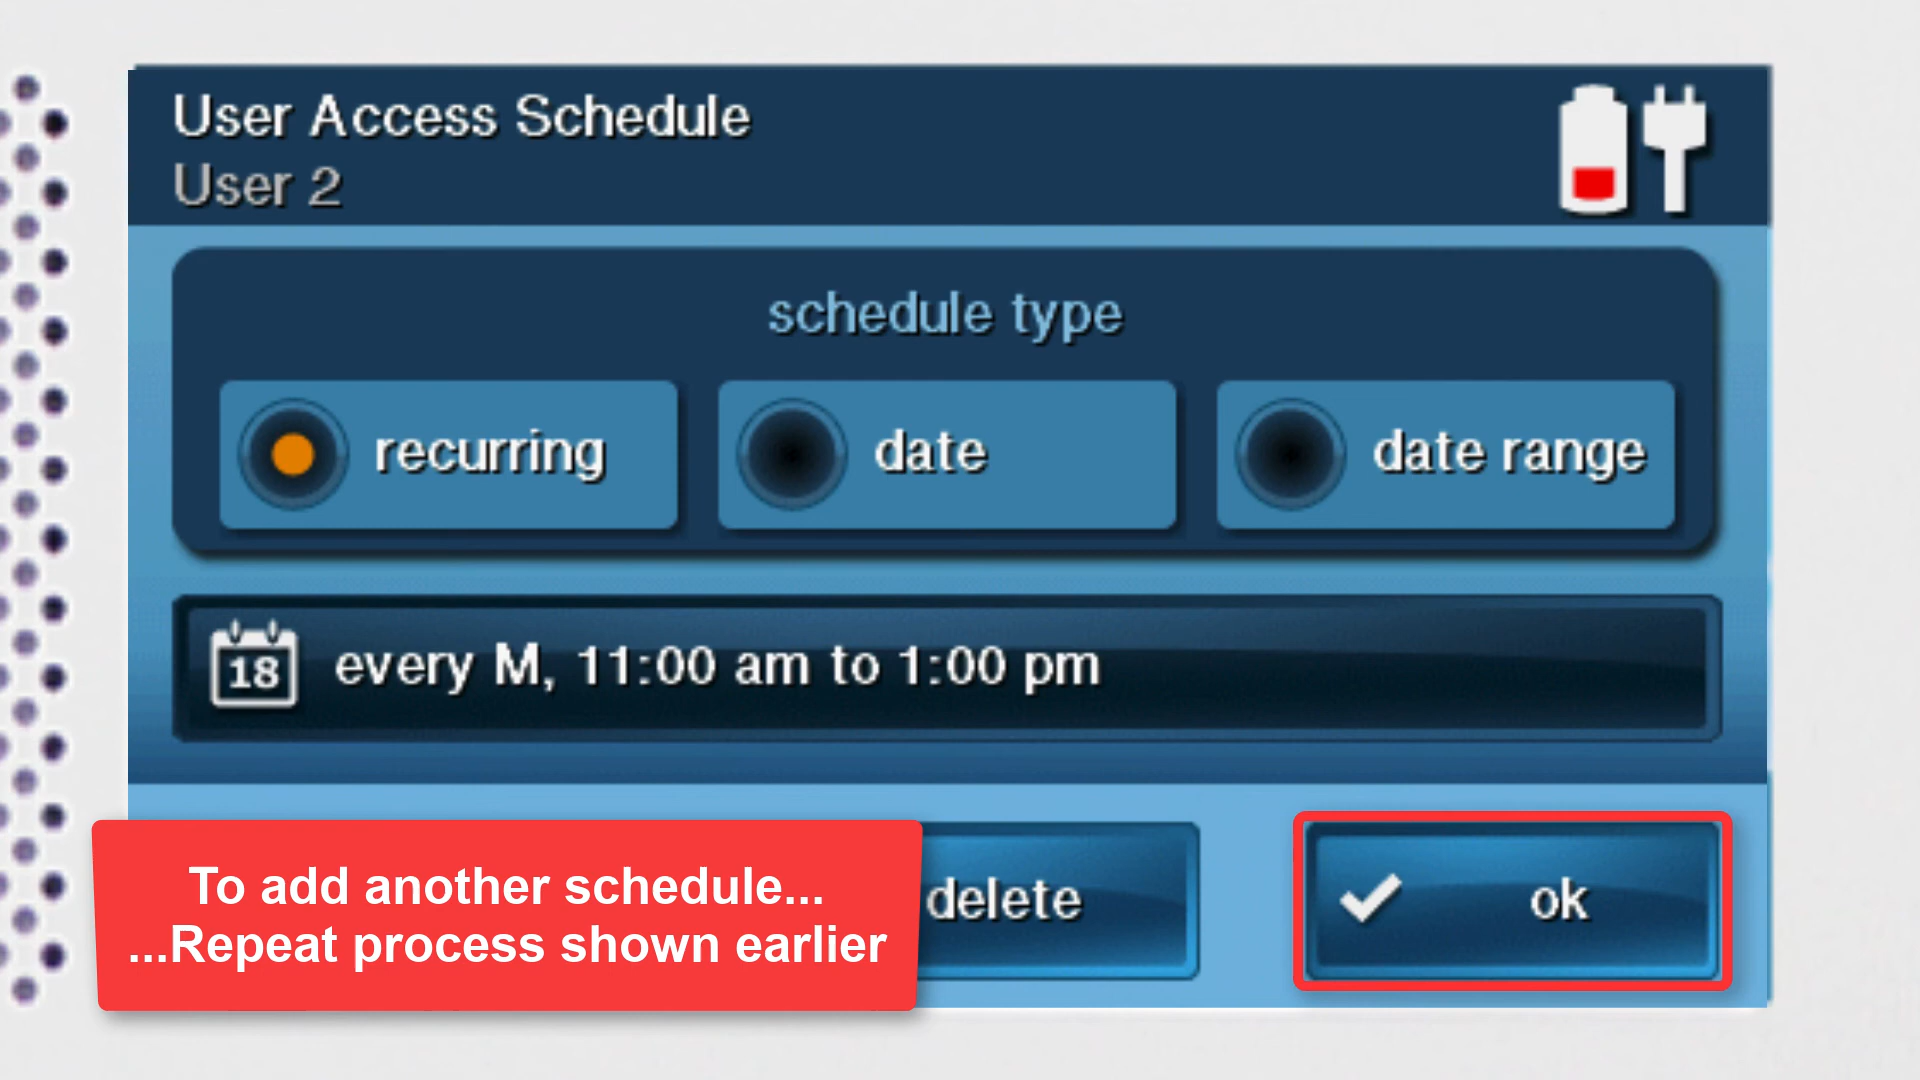 User Access Schedule
User 2
schedule type
recurring
date
date range
18
every M, 11:00 am to 1:00 pm
To add another schedule...
...Repeat process shown earlier
delete
ok